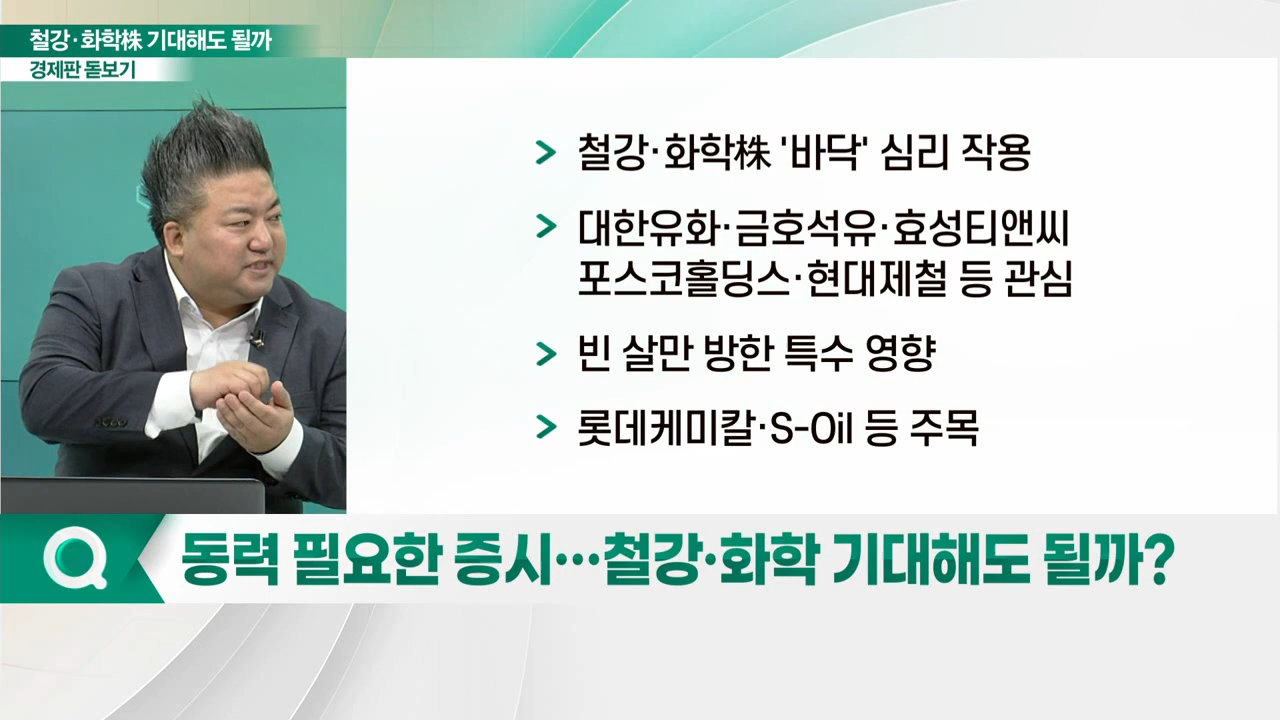 철강·화학株 기대해도 될까
경제판 돋보기
> 철강·화학株 '바닥' 심리 작용
> 대한유화·금호석유·효성티앤씨
포스코홀딩스·현대제철 등 관심
> 빈 살만 방한 특수 영향
> 롯데케미칼·S-Oil 등 주목
Q 동력 필요한 증시…철강·화학 기대해도 될까?